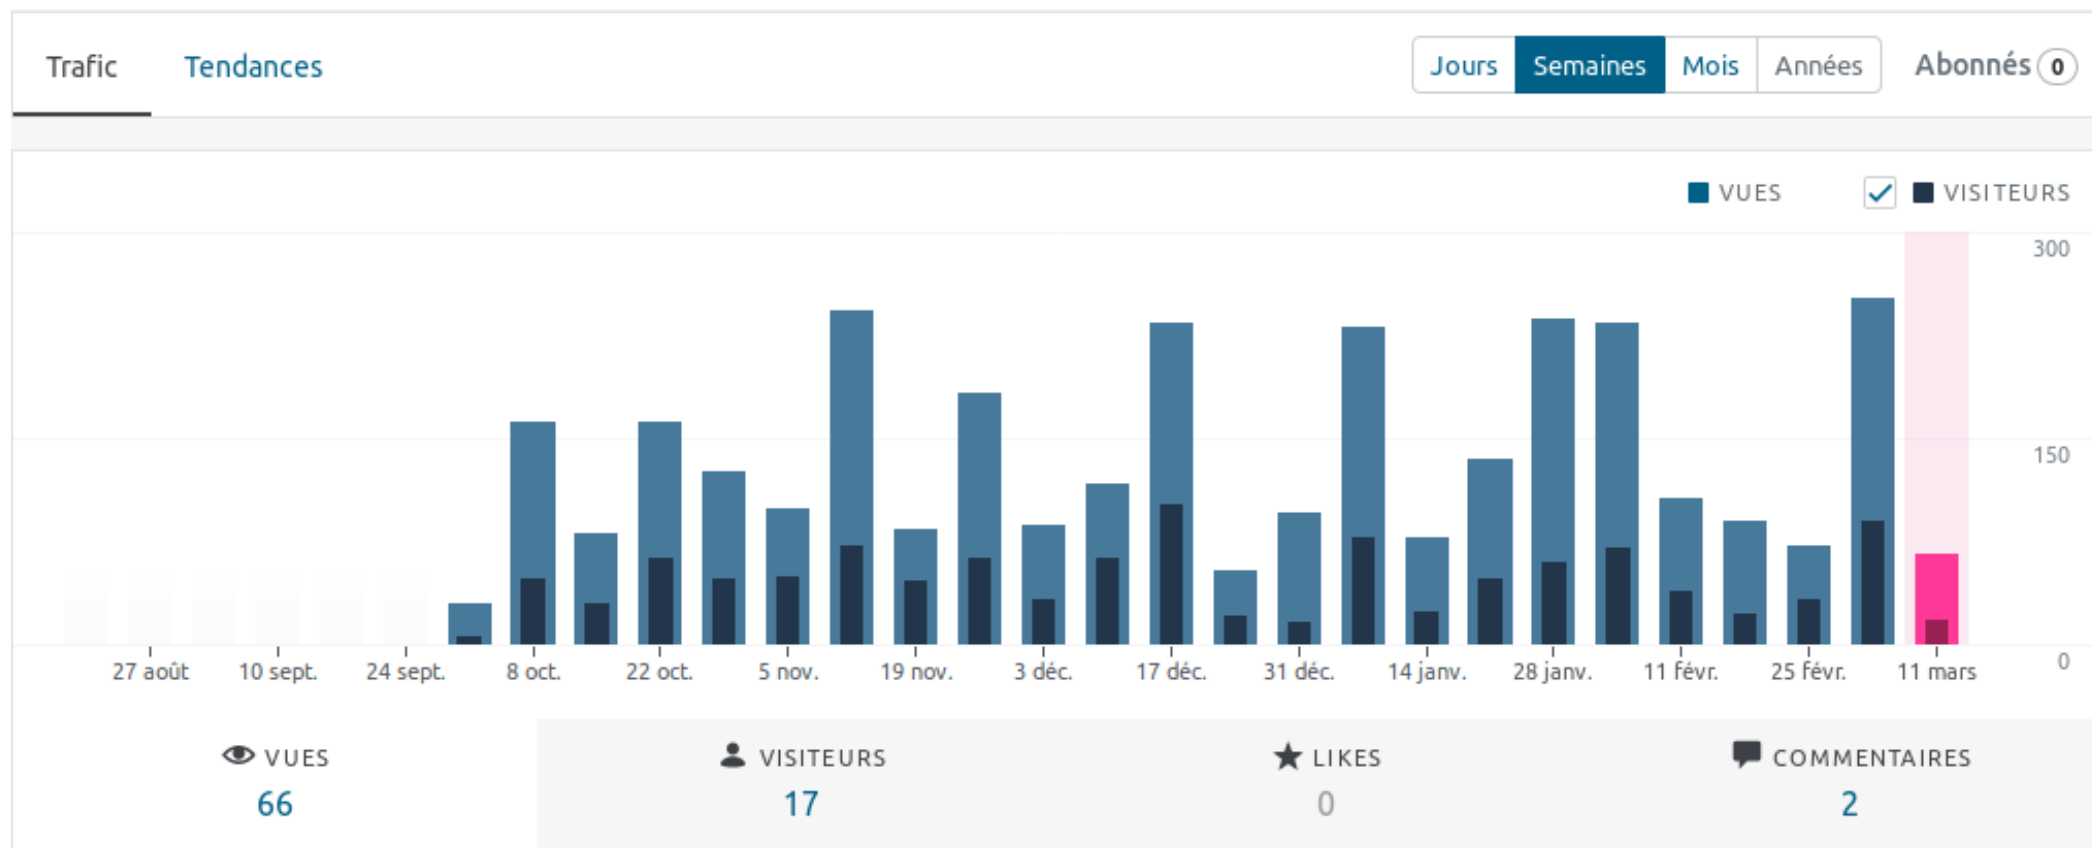 Trafic Tendances Jours Semaines Mois Années Abonnés 0
VUES VISITEURS
300
150
0
27 août 10 sept. 24 sept. 8 oct. 22 oct. 5 nov. 19 nov. 3 déc. 17 déc. 31 déc. 14 janv. 28 janv. 11 févr. 25 févr. 11 mars
VUES VISITEURS LIKES COMMENTAIRES
66 17 0 2